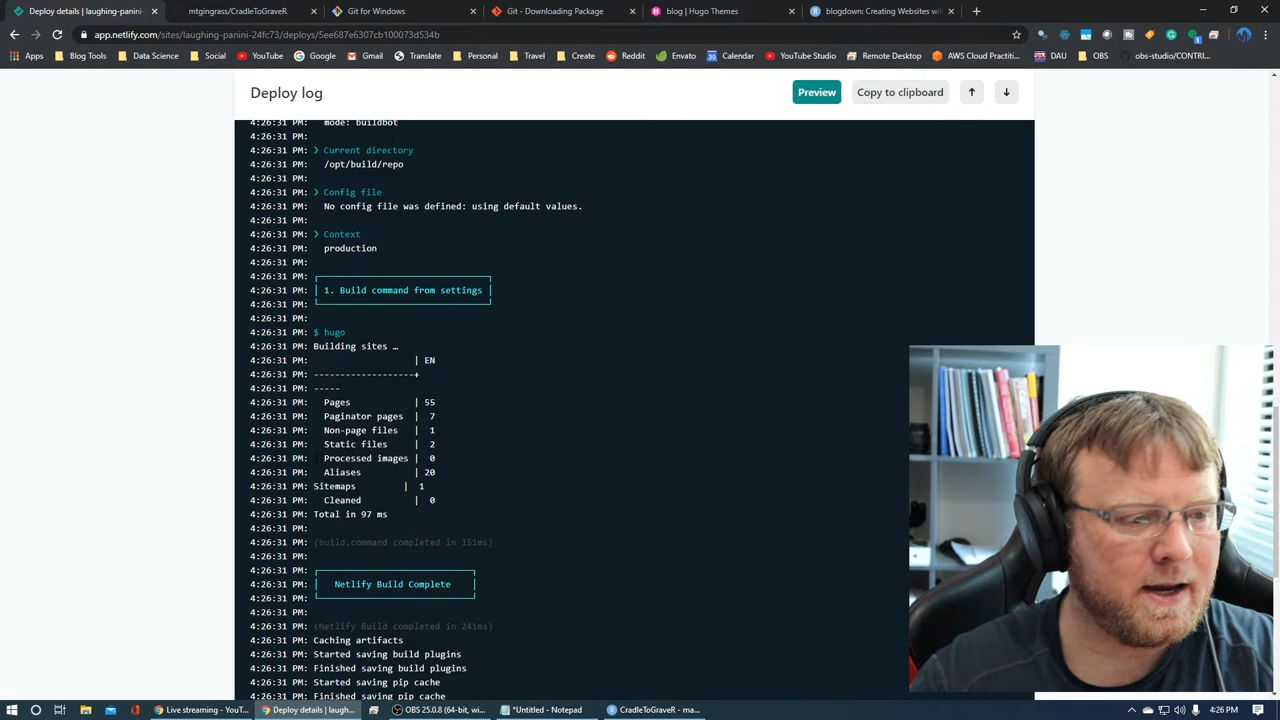 Deploy details | laughing-panini-
mtgingrass/CradleToGraveR
Git for Windows
Git - Downloading Package
blog | Hugo Themes
blogdown: Creating Websites wi
app.netlify.com/sites/laughing-panini-24fc73/deploys/5ee687e6307cb100073d534b
Apps
Blog Tools
Data Science
Social
YouTube
Google
Gmail
Translate
Personal
Travel
Create
Reddit
Envato
Calendar
YouTube Studio
Remote Desktop
AWS Cloud Practiti...
DAU
OBS
obs-studio/CONTRI...
Deploy log
Preview
Copy to clipboard
4:26:31 PM: mode: buildbot
4:26:31 PM:
4:26:31 PM: ❯ Current directory
4:26:31 PM: /opt/build/repo
4:26:31 PM:
4:26:31 PM: ❯ Config file
4:26:31 PM: No config file was defined: using default values.
4:26:31 PM:
4:26:31 PM: ❯ Context
4:26:31 PM: production
4:26:31 PM:
4:26:31 PM: ┌─────────────────────────────────┐
4:26:31 PM: │ 1. Build command from settings │
4:26:31 PM: └─────────────────────────────────┘
4:26:31 PM:
4:26:31 PM: $ hugo
4:26:31 PM: Building sites …
4:26:31 PM: | EN
4:26:31 PM: -------------------+
4:26:31 PM: -----
4:26:31 PM: Pages | 55
4:26:31 PM: Paginator pages | 7
4:26:31 PM: Non-page files | 1
4:26:31 PM: Static files | 2
4:26:31 PM: Processed images | 0
4:26:31 PM: Aliases | 20
4:26:31 PM: Sitemaps | 1
4:26:31 PM: Cleaned | 0
4:26:31 PM: Total in 97 ms
4:26:31 PM:
4:26:31 PM: (build.command completed in 151ms)
4:26:31 PM:
4:26:31 PM: ┌─────────────────────────────┐
4:26:31 PM: │ Netlify Build Complete │
4:26:31 PM: └─────────────────────────────┘
4:26:31 PM:
4:26:31 PM: (Netlify Build completed in 241ms)
4:26:31 PM: Caching artifacts
4:26:31 PM: Started saving build plugins
4:26:31 PM: Finished saving build plugins
4:26:31 PM: Started saving pip cache
4:26:31 PM: Finished saving pip cache
Live streaming - YouT...
Deploy details | laugh...
OBS 25.0.8 (64-bit, wi...
*Untitled - Notepad
CradleToGraveR - ma...
4:26 PM